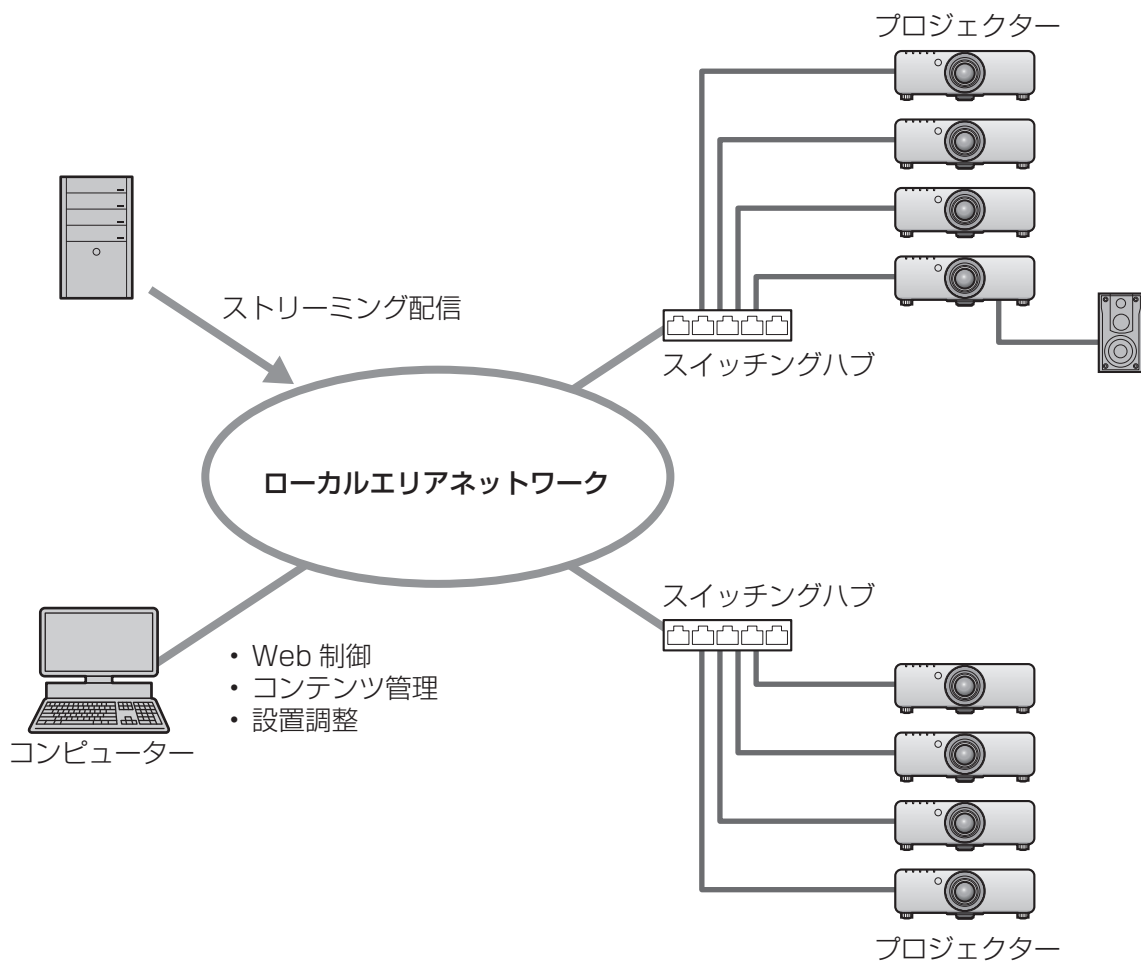 プロジェクター
ストリーミング配信
スイッチングハブ
ローカルエリアネットワーク
スイッチングハブ
• Web 制御
• コンテンツ管理
• 設置調整
コンピューター
プロジェクター